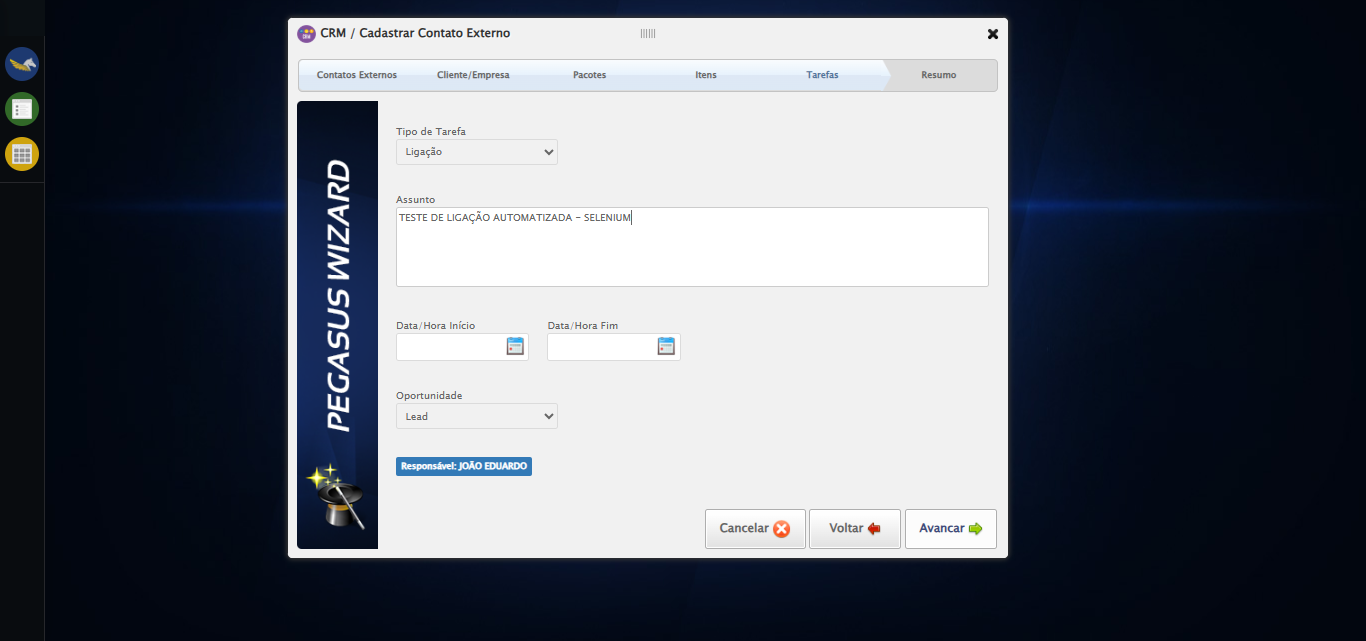 CRM / Cadastrar Contato Externo
Contatos Externos Cliente/Empresa Pacotes Itens Tarefas Resumo
PEGASUS WIZARD
Tipo de Tarefa
Ligação
Assunto
TESTE DE LIGAÇÃO AUTOMATIZADA - SELENIUM
Data/Hora Início Data/Hora Fim
Oportunidade
Lead
Responsável: JOÃO EDUARDO
Cancelar Voltar Avancar